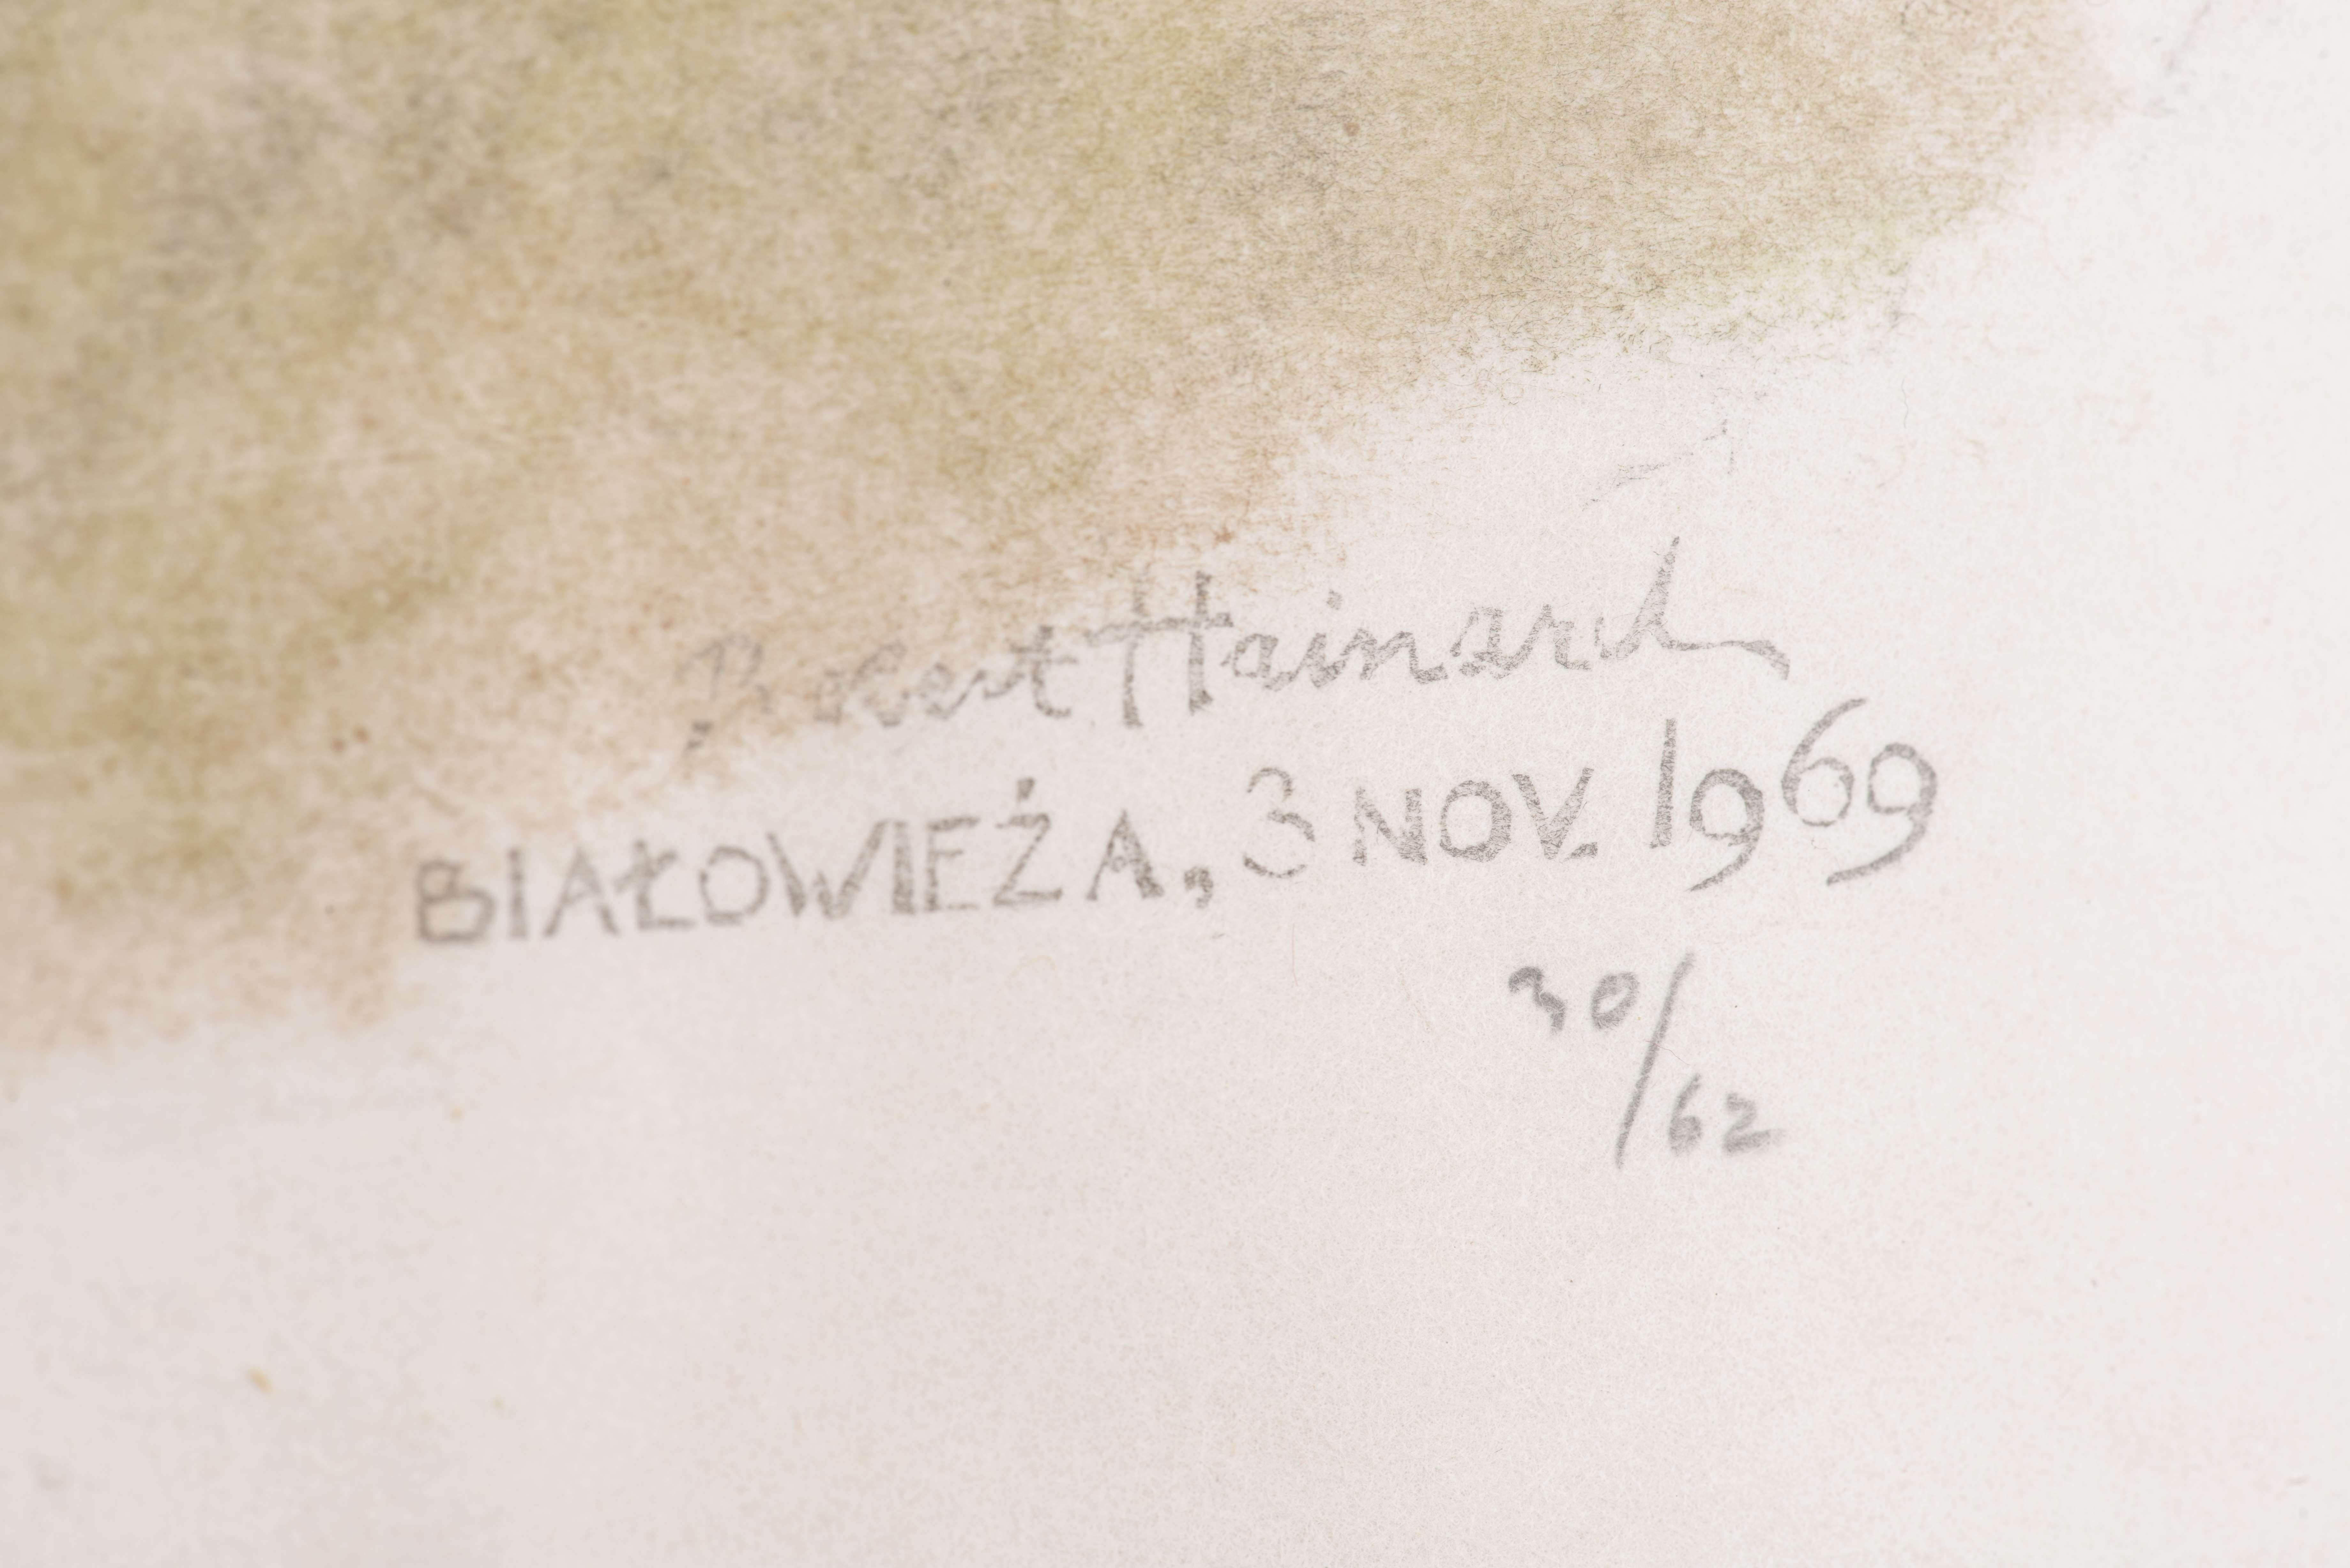 Robert Hainard
BIAŁOWIEŻA, 3 NOV. 1969
30/62